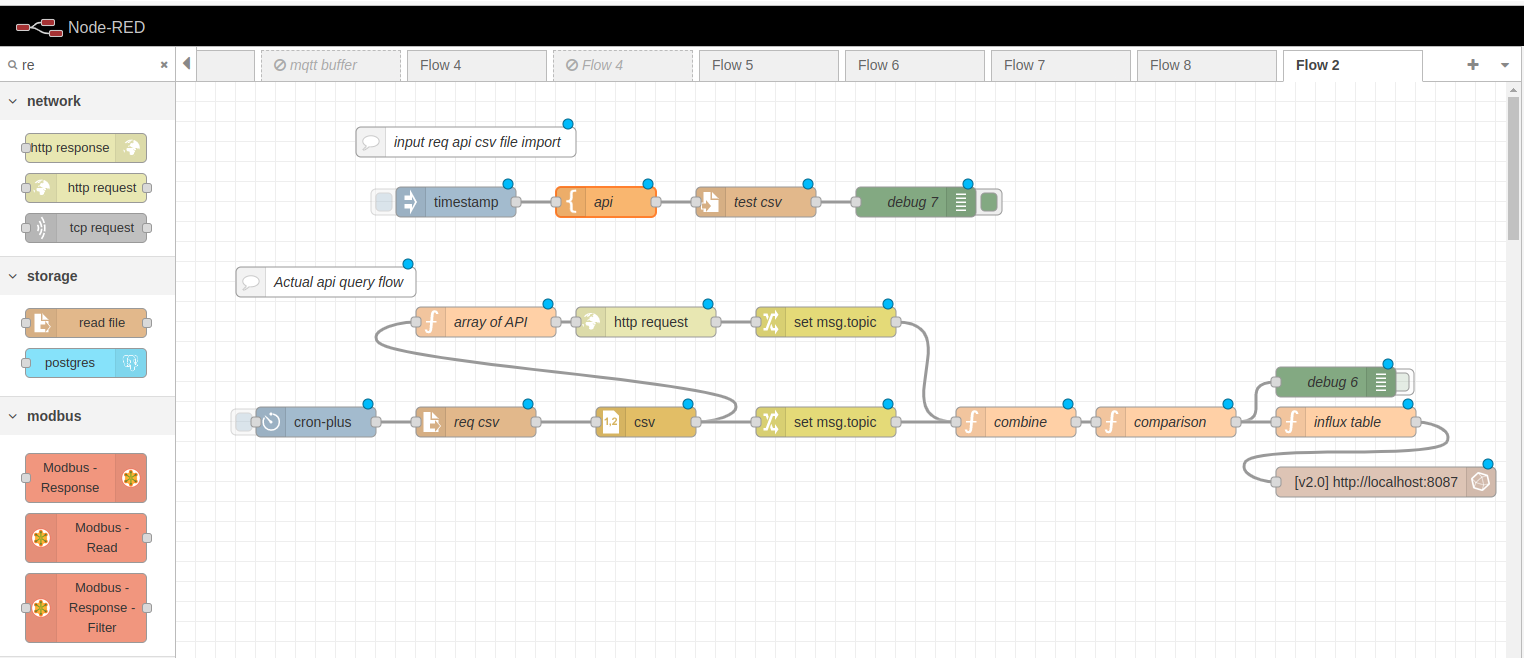 Node-RED
re
mqtt buffer
Flow 4
Flow 4
Flow 5
Flow 6
Flow 7
Flow 8
Flow 2
network
http response
http request
tcp request
storage
read file
postgres
modbus
Modbus -
Response
Modbus -
Read
Modbus -
Response -
Filter
input req api csv file import
timestamp
api
test csv
debug 7
Actual api query flow
array of API
http request
set msg.topic
debug 6
cron-plus
req csv
1,2
csv
set msg.topic
combine
comparison
influx table
[v2.0] http://localhost:8087